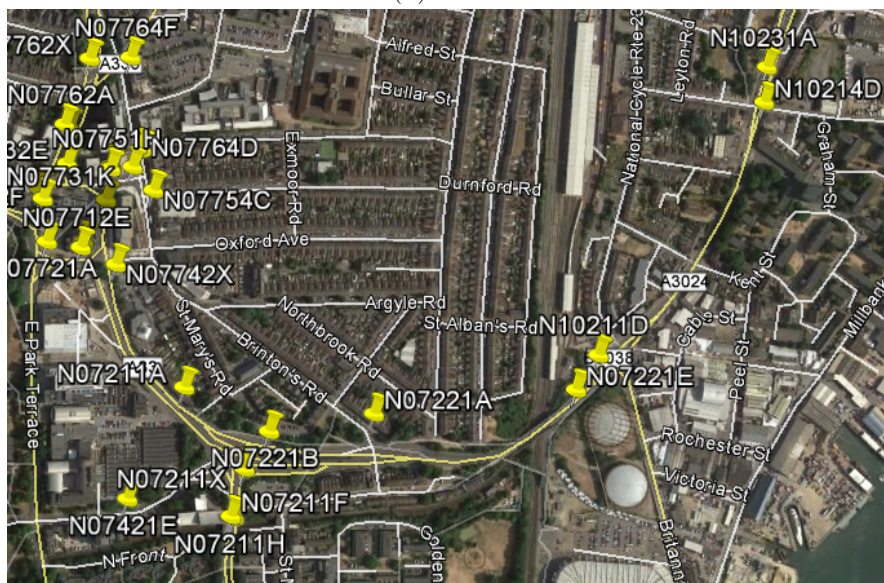 N07764F
7762X
N10231A
Alfred St
Leyton Rd
National Cycle Rte 23
N10214D
Bullar St
N07762A
Graham St
N07751H
N07764D
Exmoor Rd
32E
N07731K
Durnford Rd
F
N07754C
N07712E
Oxford Ave
Kent St
07721A
N07742X
A3024
Millbank
Argyle Rd
Cable St
St Mary's Rd
Northbrook Rd
St Alban's Rd
N10211D
Brinton's Rd
Peel St
E Park Terrace
N07211A
N07221E
N07221A
Rochester St
N07221B
N07211X
Victoria St
N07211F
N07421E
N07211H
Golden
Britann
N Front